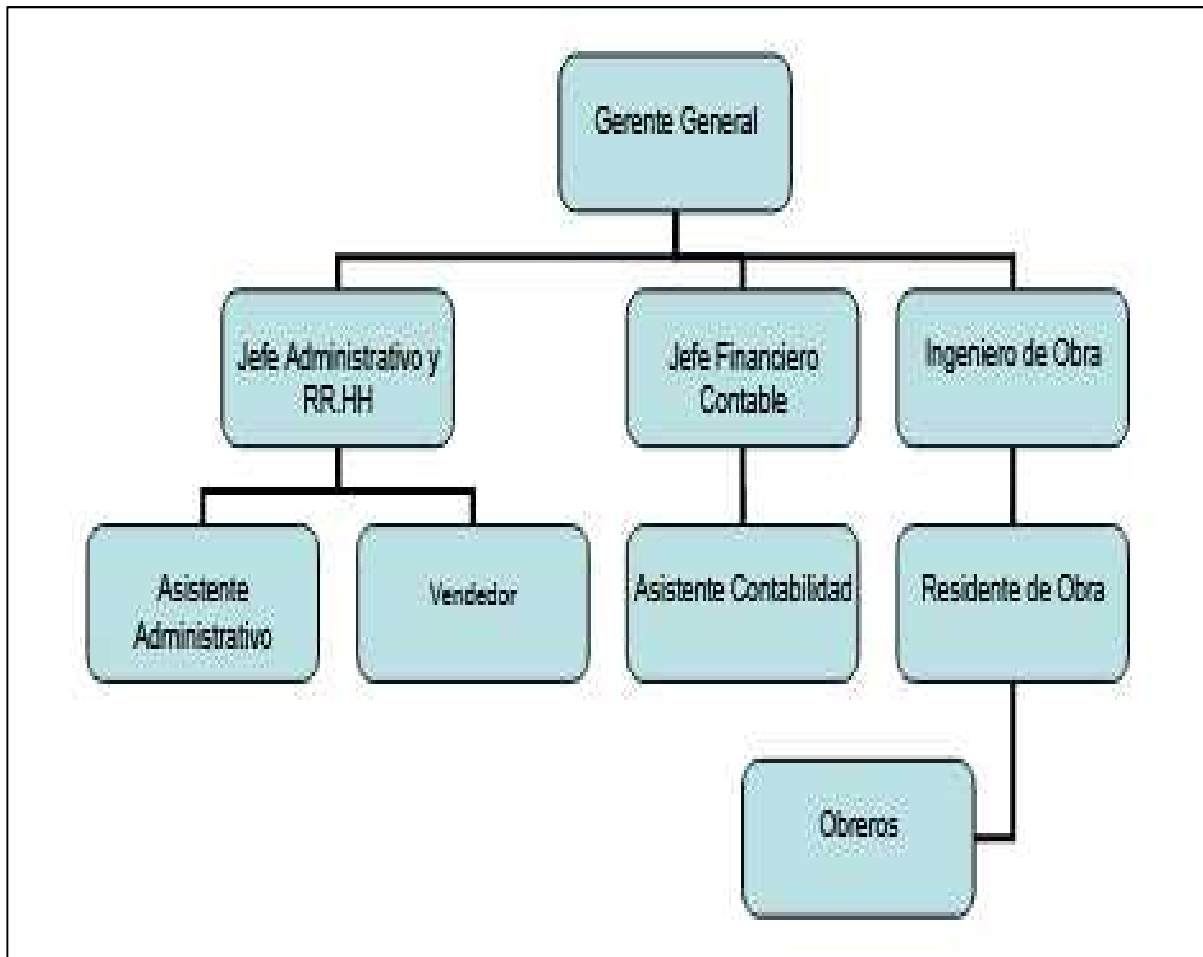 Gerente General
Jefe Administrativo y
RR.HH
Jefe Financiero
Contable
Ingeniero de Obra
Asistente
Administrativo
Vendedor
Asistente Contabilidad
Residente de Obra
Obreros